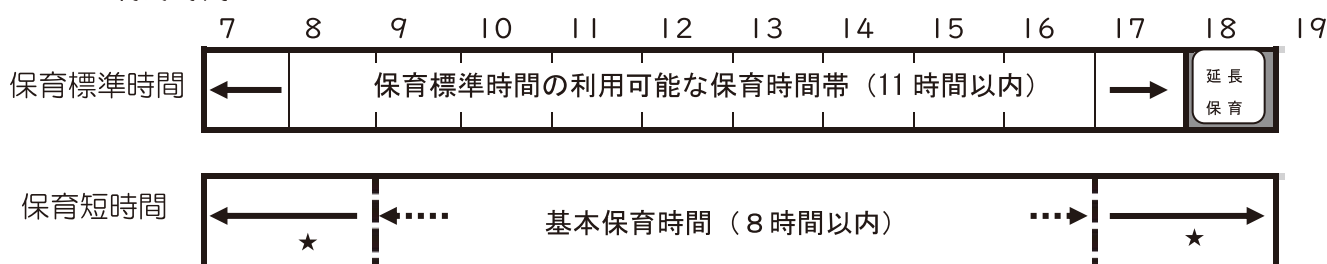 7 8 9 10 11 12 13 14 15 16 17 18 19
保育標準時間 保育標準時間の利用可能な保育時間帯（11 時間以内） 延長
保育
保育短時間 基本保育時間（８時間以内）
★ ★